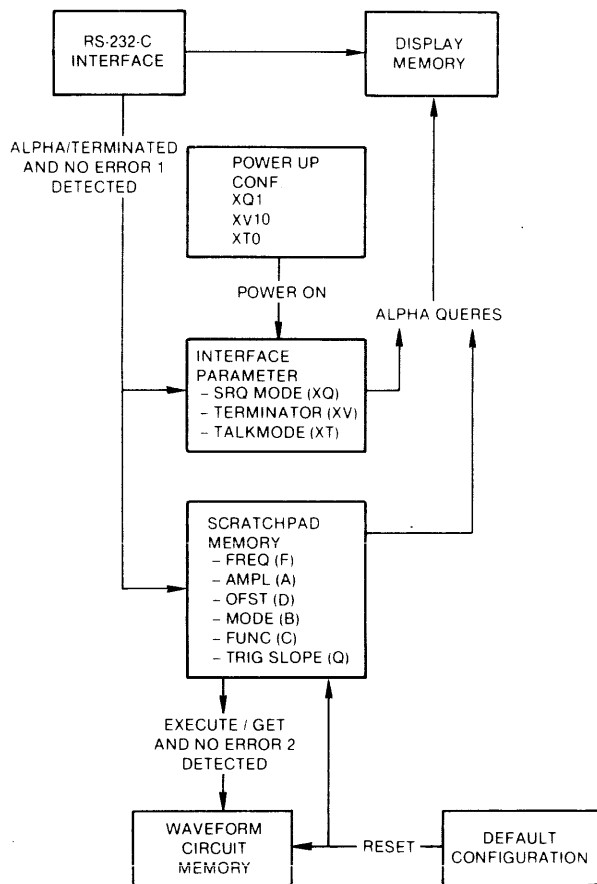 RS-232-C
INTERFACE
DISPLAY
MEMORY
ALPHA/TERMINATED
AND NO ERROR 1
DETECTED
POWER UP
CONF.
XQ1
XV10
XT0
POWER ON
ALPHA QUERES
INTERFACE
PARAMETER
– SRQ MODE (XQ)
– TERMINATOR (XV)
– TALKMODE (XT)
SCRATCHPAD
MEMORY
– FREQ (F)
– AMPL (A)
– OFST (D)
– MODE (B)
– FUNC (C)
– TRIG SLOPE (Q)
EXECUTE / GET
AND NO ERROR 2
DETECTED
WAVEFORM
CIRCUIT
MEMORY
RESET
DEFAULT
CONFIGURATION